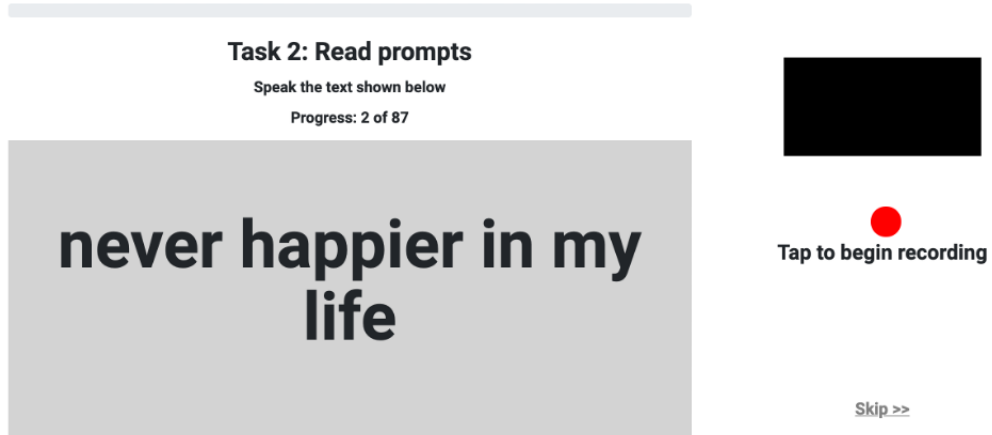 Task 2: Read prompts
Speak the text shown below
Progress: 2 of 87
never happier in my
life
Tap to begin recording
Skip >>